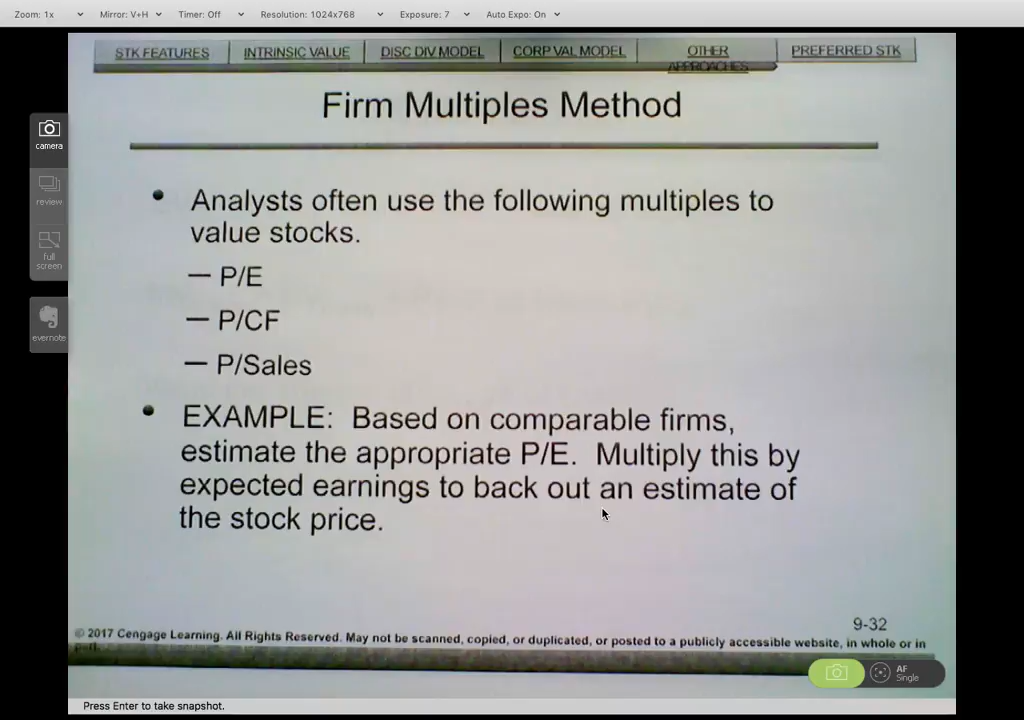 Zoom: 1x Mirror: V+H Timer: Off Resolution: 1024x768 Exposure: 7 Auto Expo: On
STK FEATURES INTRINSIC VALUE DISC DIV MODEL CORP VAL MODEL OTHER APPROACHES PREFERRED STK
Firm Multiples Method
camera
review
full
screen
evernote
• Analysts often use the following multiples to
value stocks.
— P/E
— P/CF
— P/Sales
• EXAMPLE: Based on comparable firms,
estimate the appropriate P/E. Multiply this by
expected earnings to back out an estimate of
the stock price.
9-32
© 2017 Cengage Learning. All Rights Reserved. May not be scanned, copied, or duplicated, or posted to a publicly accessible website, in whole or in
part.
AF
Single
Press Enter to take snapshot.